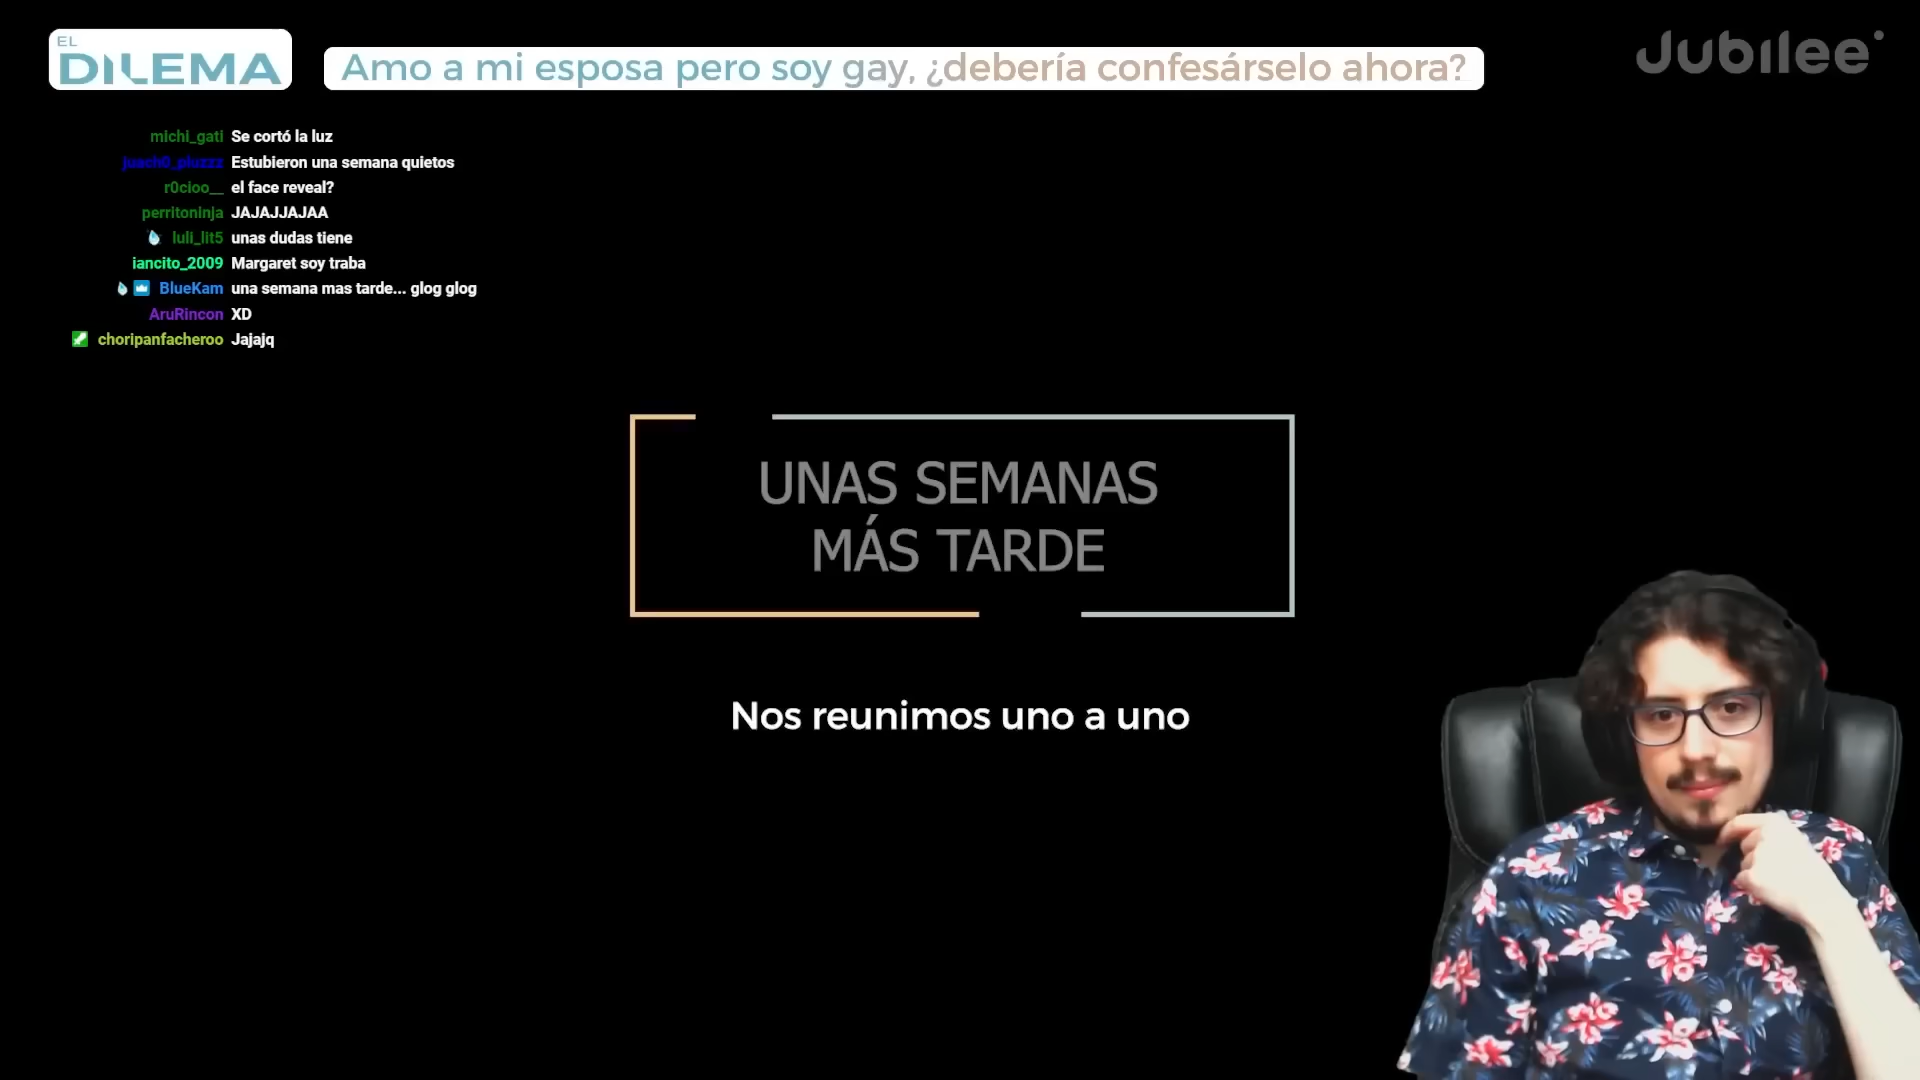 EL
DILEMA
Amo a mi esposa pero soy gay, ¿debería confesárselo ahora?
Jubilee
michi_gati Se cortó la luz
juach0_pluzzz Estubieron una semana quietos
r0cioo__ el face reveal?
perritoninja JAJAJJAJAA
luli_lit5 unas dudas tiene
iancito_2009 Margaret soy traba
BlueKam una semana mas tarde... glog glog
AruRincon XD
choripanfacheroo Jajajq
UNAS SEMANAS
MÁS TARDE
Nos reunimos uno a uno